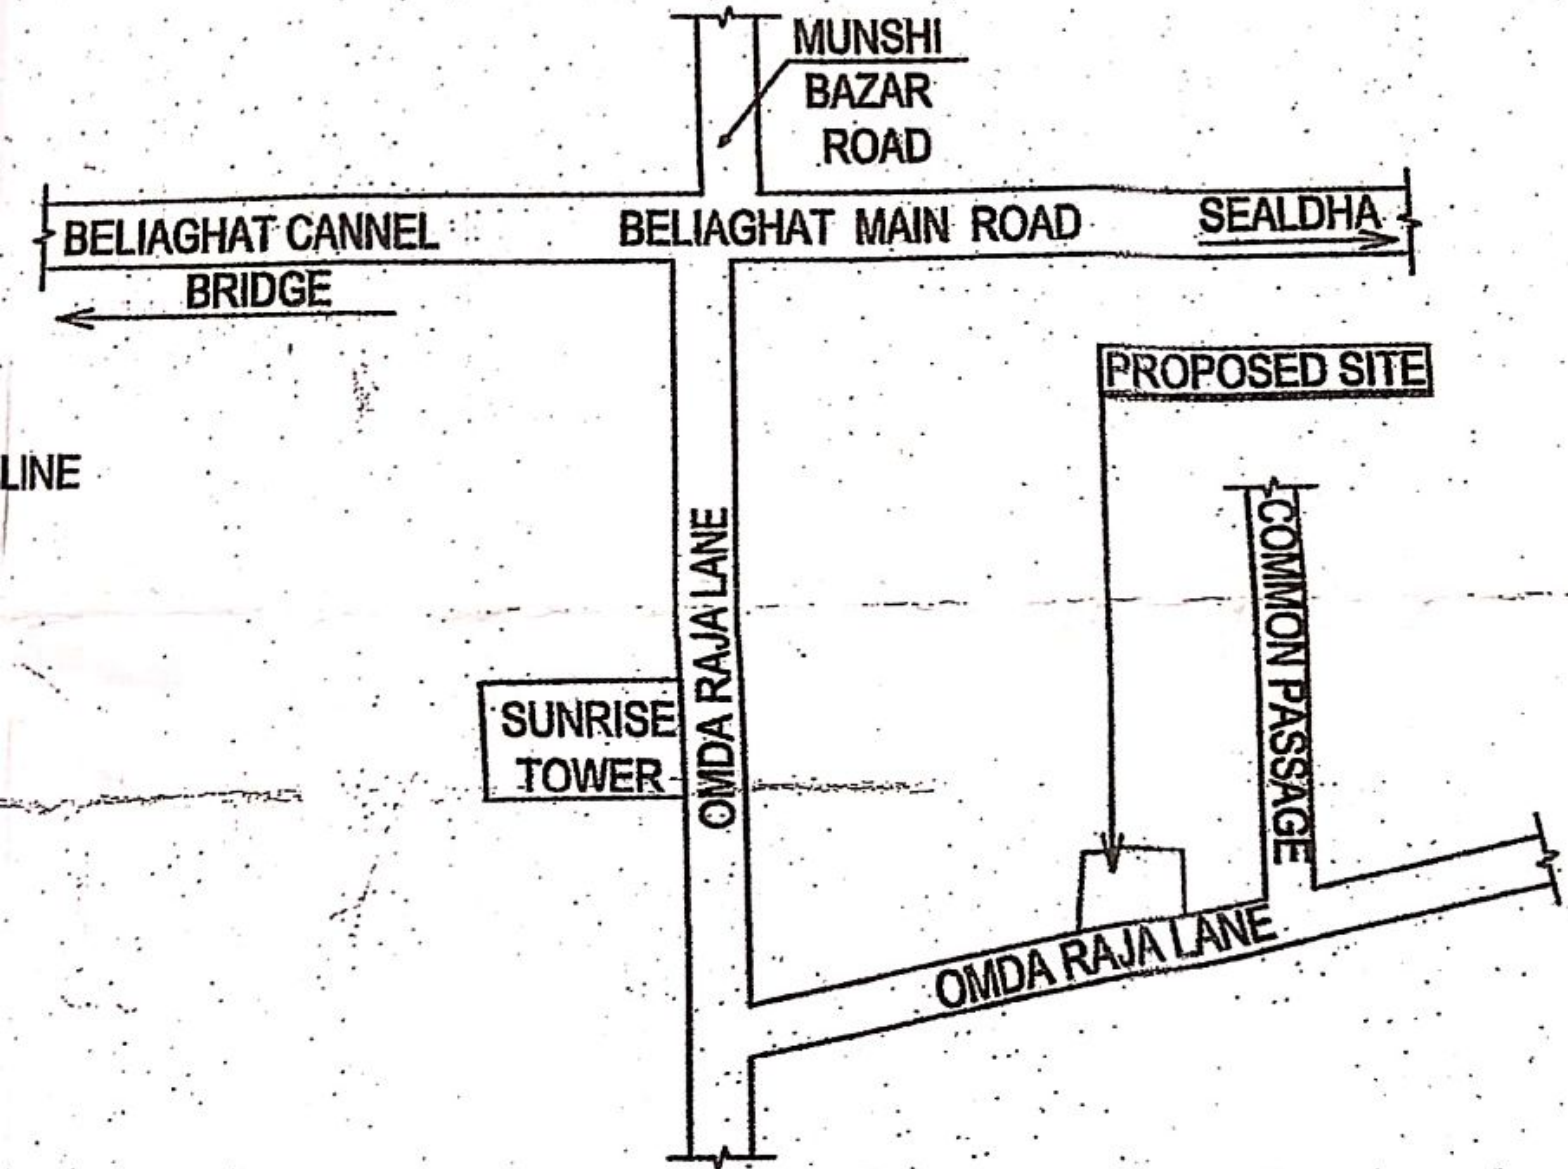 MUNSHI
BAZAR
ROAD
BELIAGHAT CANNEL
BRIDGE
BELIAGHAT MAIN ROAD
SEALDHA
PROPOSED SITE
LINE
COMMON PASSAGE
OMDA RAJA LANE
SUNRISE
TOWER
OMDA RAJA LANE